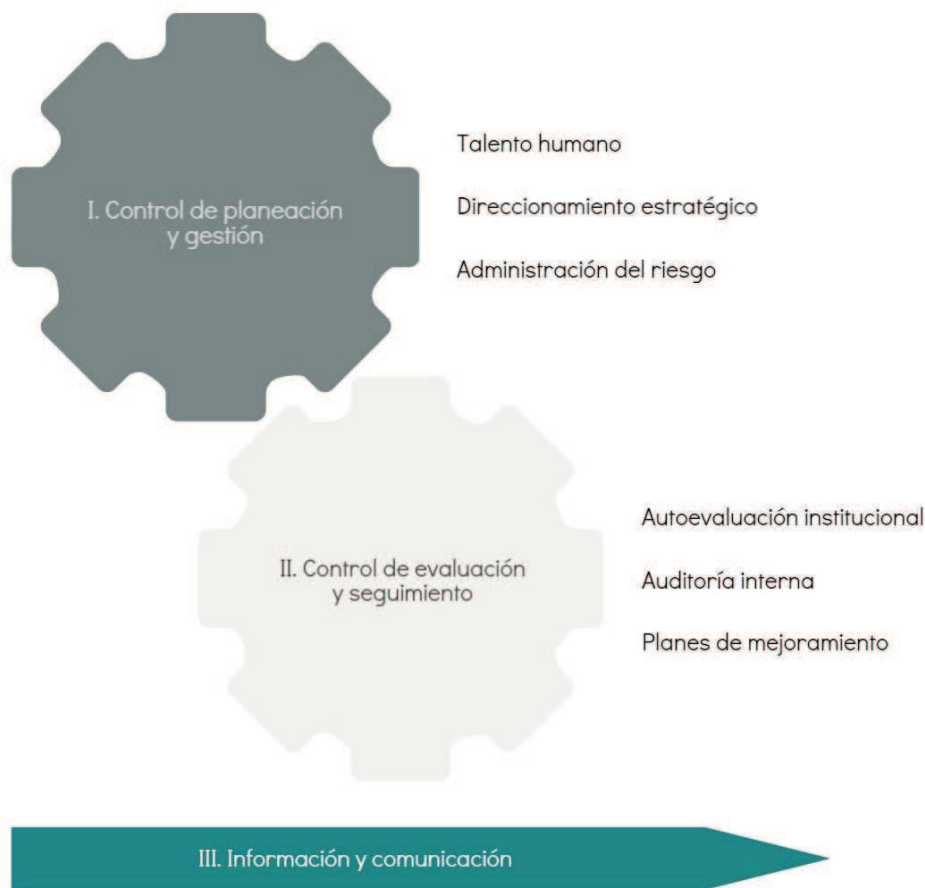 I. Control de planeación
y gestión
Talento humano
Direccionamiento estratégico
Administración del riesgo
II. Control de evaluación
y seguimiento
Autoevaluación institucional
Auditoría interna
Planes de mejoramiento
III. Información y comunicación